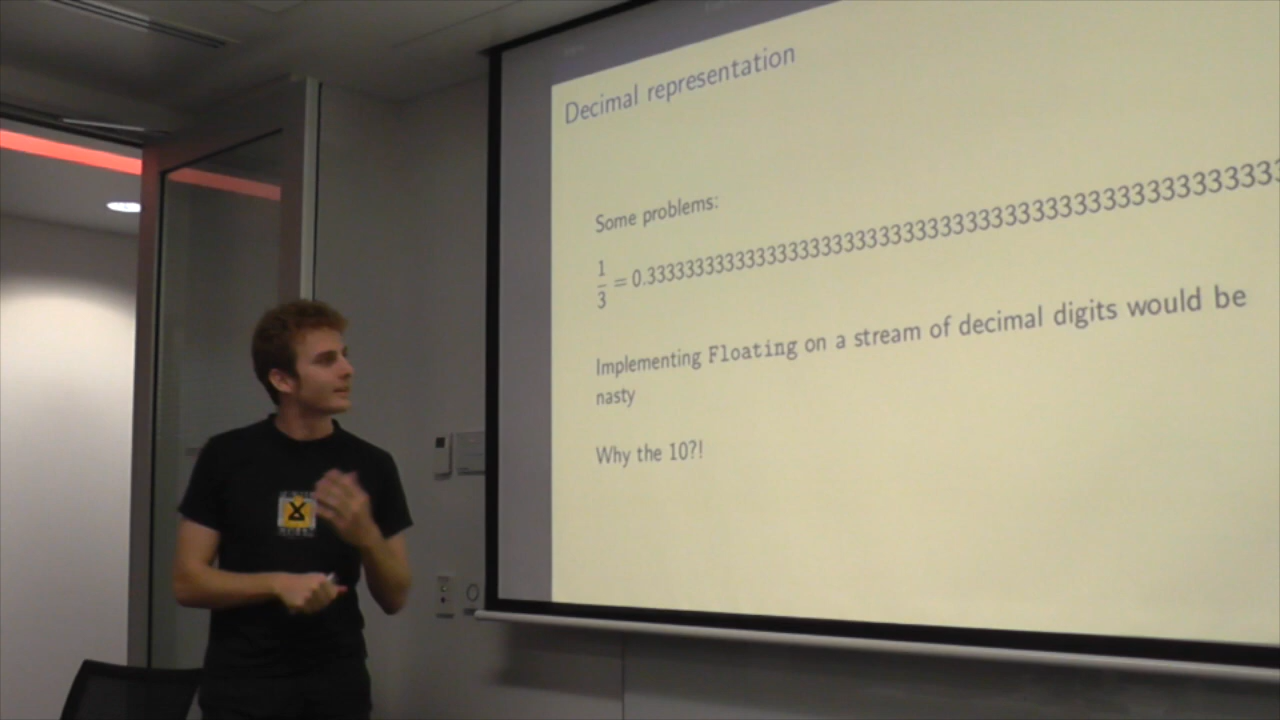 Decimal representation
Some problems:
1/3 = 0.33333333333333333333333333333333333333333333333333
Implementing Floating on a stream of decimal digits would be
nasty
Why the 10?!